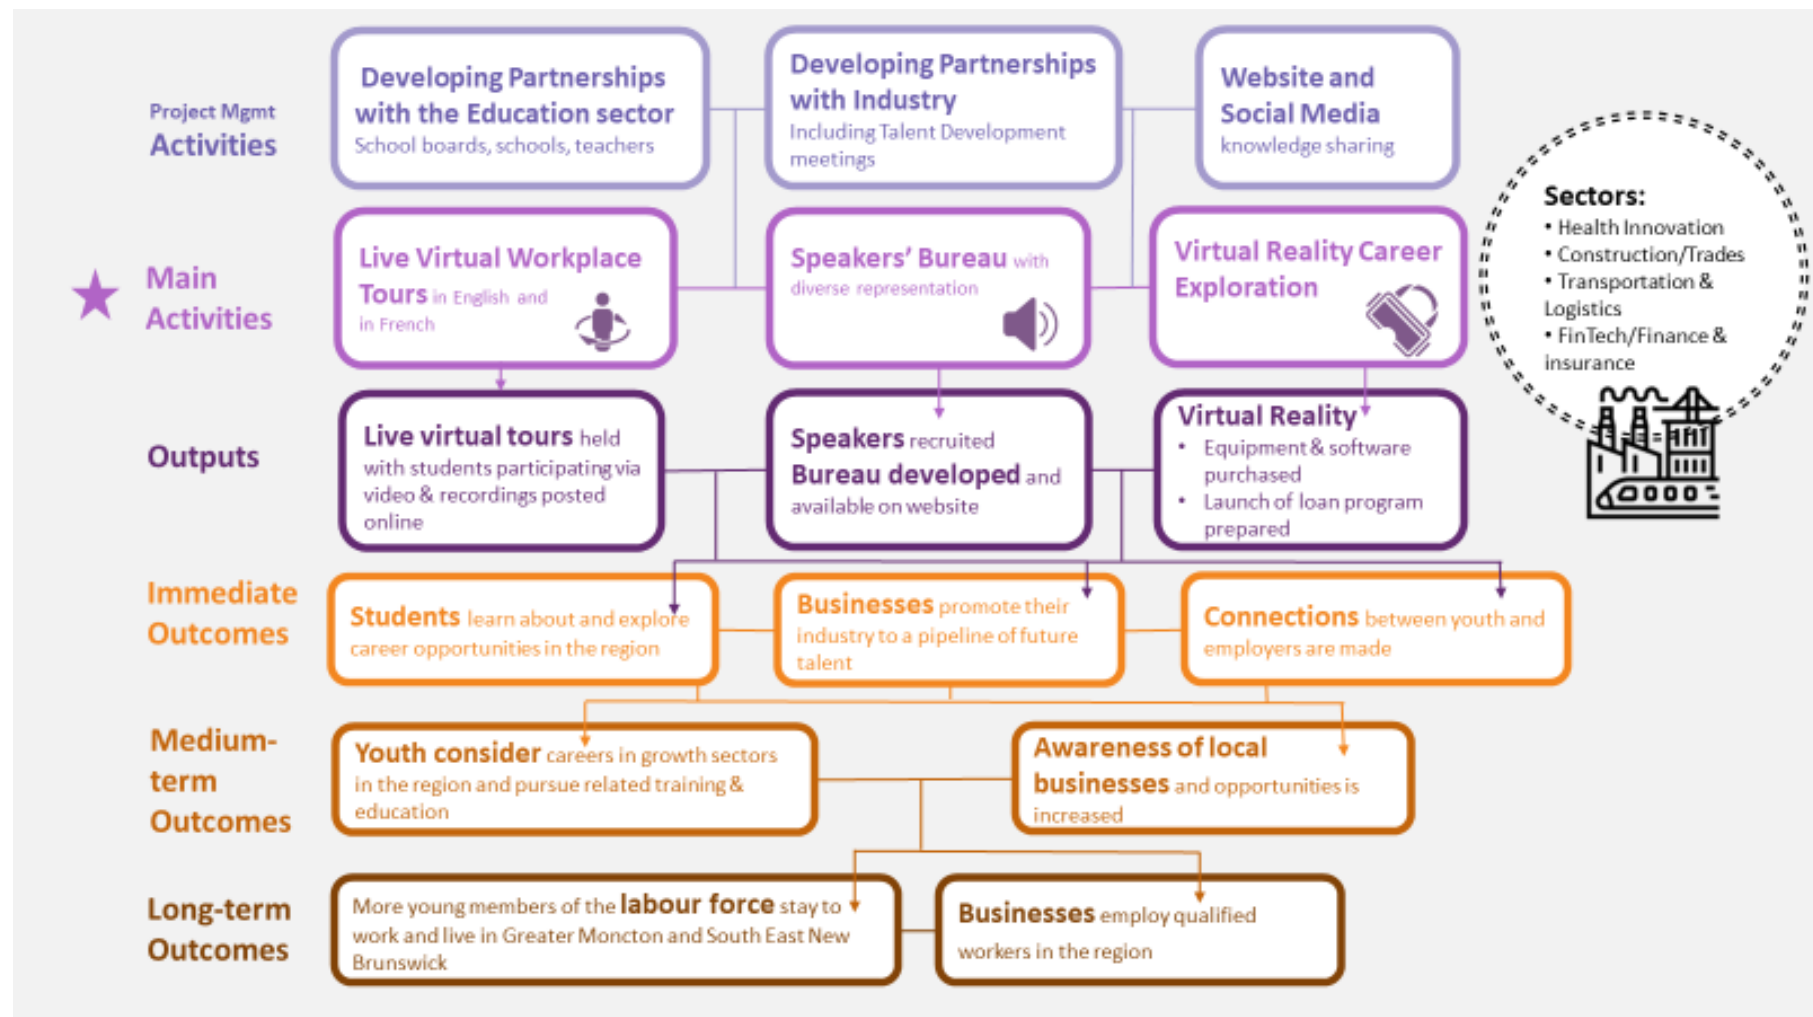 Project Mgmt
Activities
Developing Partnerships
with the Education sector
School boards, schools, teachers
Developing Partnerships
with Industry
Including Talent Development
meetings
Website and
Social Media
knowledge sharing
Sectors:
• Health Innovation
• Construction/Trades
• Transportation &
Logistics
• FinTech/Finance &
insurance
Main
Activities
Live Virtual Workplace
Tours in English and
in French
Speakers’ Bureau with
diverse representation
Virtual Reality Career
Exploration
Outputs
Live virtual tours held
with students participating via
video & recordings posted
online
Speakers recruited
Bureau developed and
available on website
Virtual Reality
• Equipment & software
purchased
• Launch of loan program
prepared
Immediate
Outcomes
Students learn about and explore
career opportunities in the region
Businesses promote their
industry to a pipeline of future
talent
Connections between youth and
employers are made
Medium-
term
Outcomes
Youth consider careers in growth sectors
in the region and pursue related training &
education
Awareness of local
businesses and opportunities is
increased
Long-term
Outcomes
More young members of the labour force stay to
work and live in Greater Moncton and South East New
Brunswick
Businesses employ qualified
workers in the region